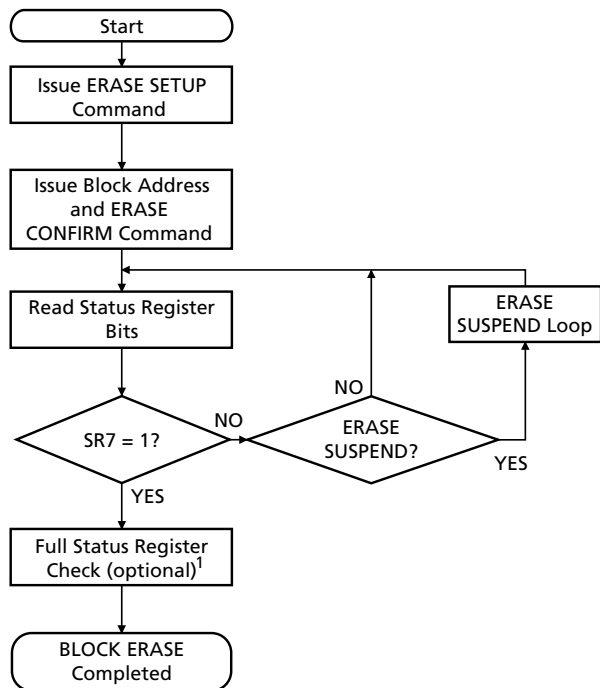 Start
Issue ERASE SETUP
Command
Issue Block Address
and ERASE
CONFIRM Command
Read Status Register
Bits
ERASE
SUSPEND Loop
SR7 = 1?
NO
ERASE
SUSPEND?
NO
YES
YES
Full Status Register
Check (optional)1
BLOCK ERASE
Completed